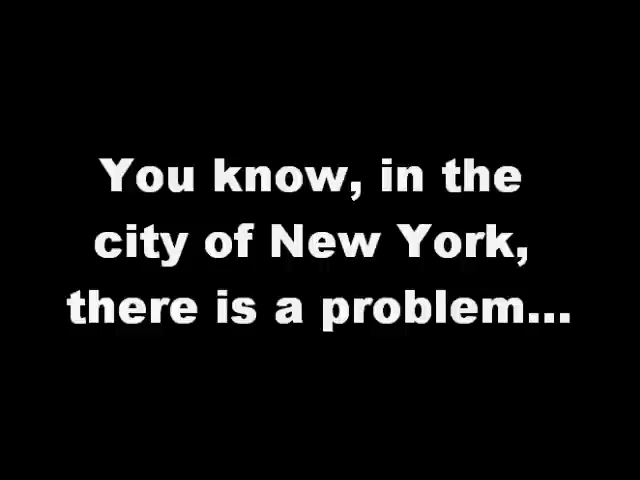 You know, in the
city of New York,
there is a problem...